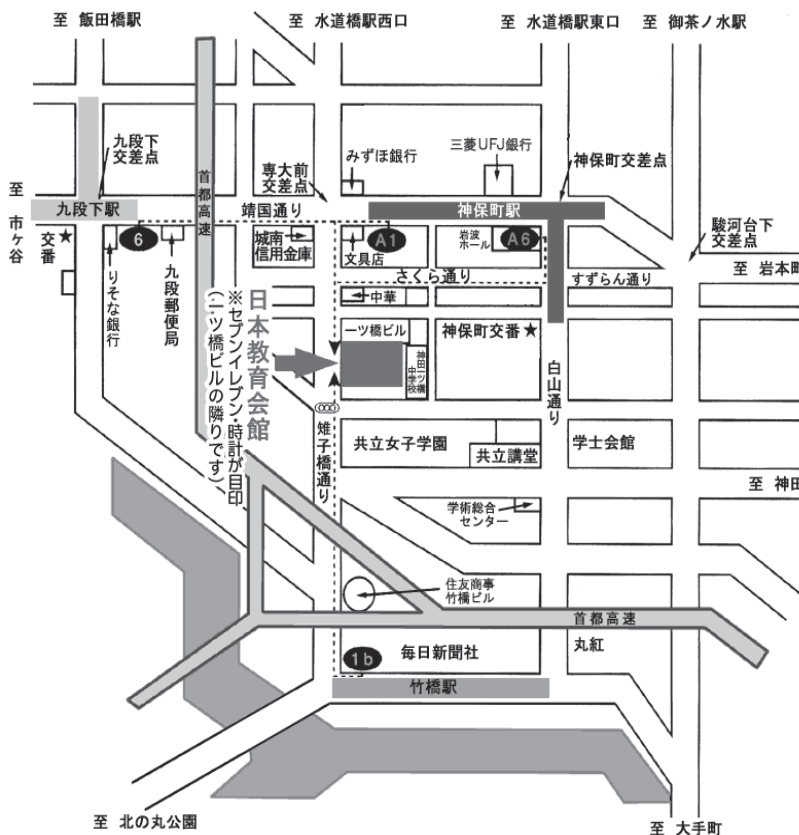 至 飯田橋駅
至 水道橋駅西口
至 水道橋駅東口
至 御茶ノ水駅
九段下
交差点
首都高速
専大前
交差点
みずほ銀行
三菱UFJ銀行
神保町交差点
至 市ヶ谷
九段下駅
靖国通り
神保町駅
交番★
6
城南
信用金庫
文具店
A1
岩波
ホール
A6
駿河台下
交差点
りそな銀行
九段郵便局
さくら通り
すずらん通り
至 岩本町
中華
日本教育会館
※セブンイレブン・時計が目印
(一ツ橋ビルの隣りです)
一ツ橋ビル
神田一ツ橋
中学校
神保町交番★
白山通り
雉子橋通り
共立女子学園
共立講堂
学士会館
至 神田
学術総合
センター
住友商事
竹橋ビル
首都高速
1b
毎日新聞社
丸紅
竹橋駅
至 北の丸公園
至 大手町